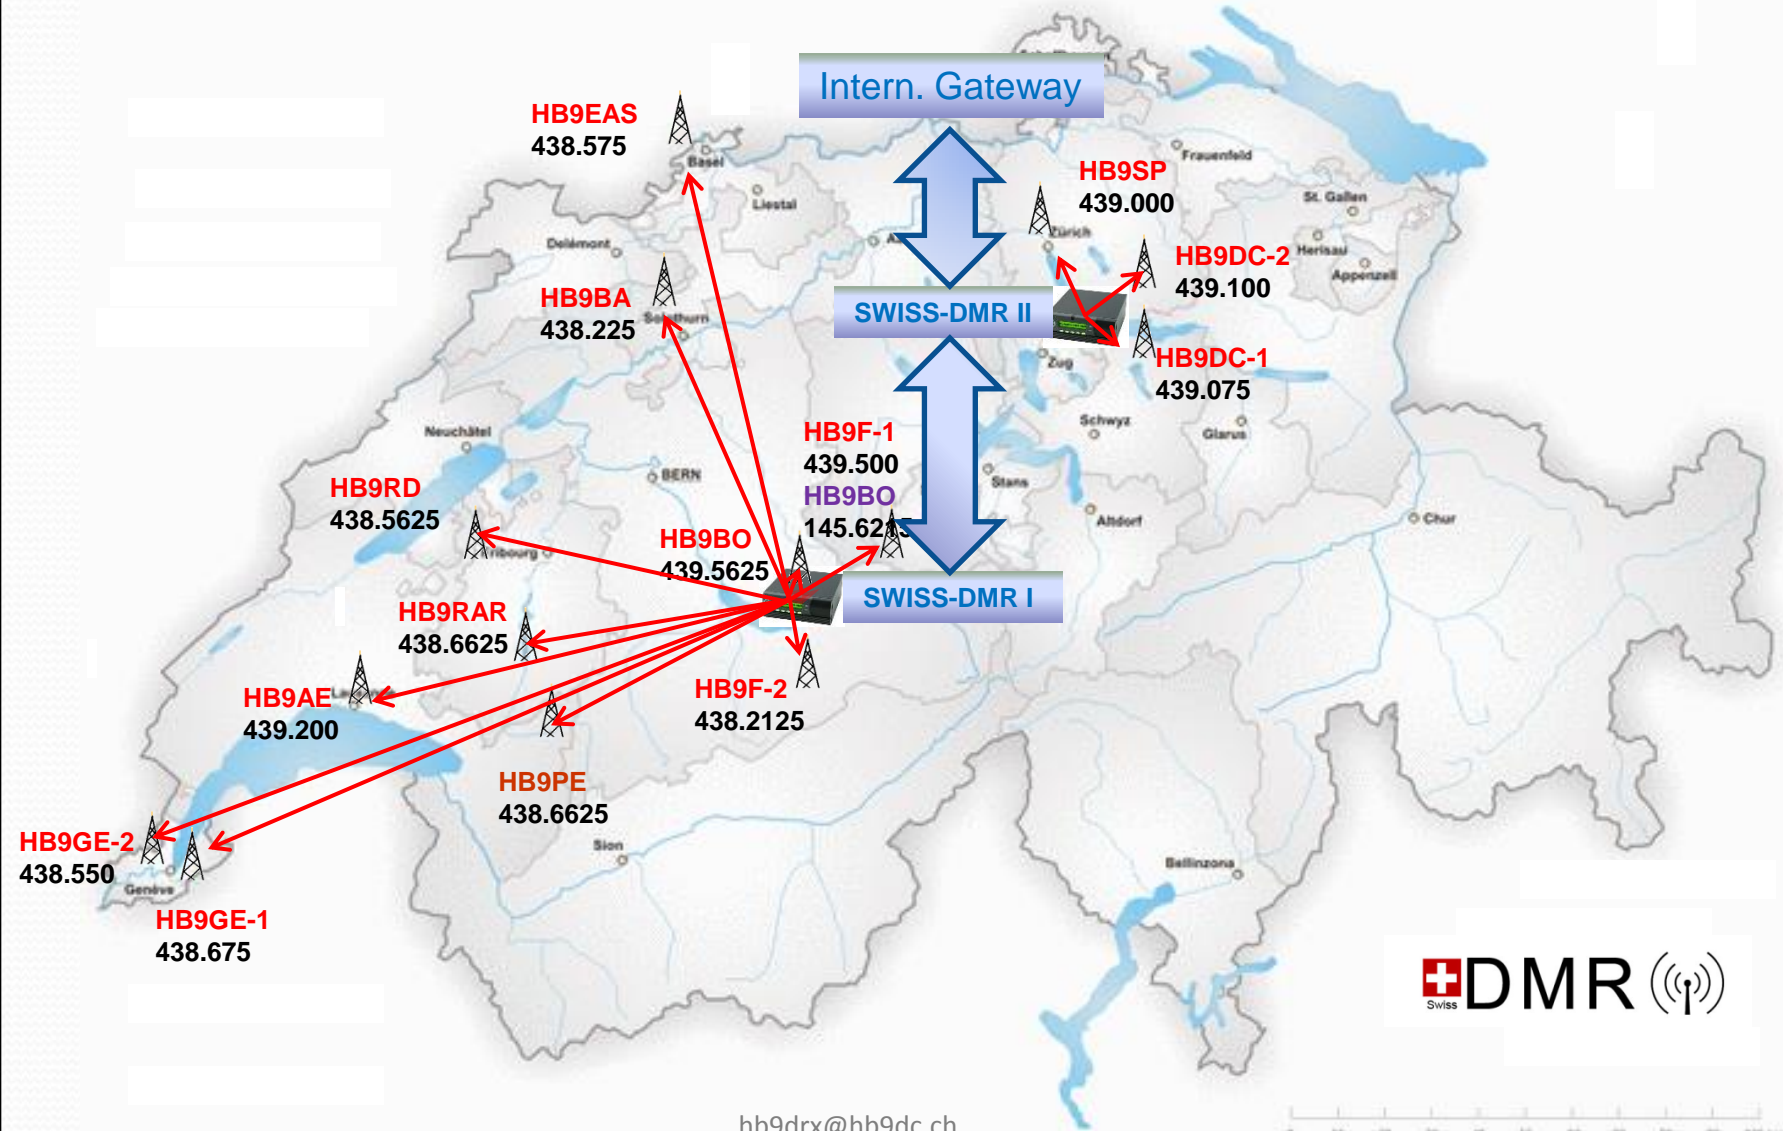 Intern. Gateway
HB9EAS
438.575
Basel
Liestal
Delémont
Frauenfeld
HB9SP
439.000
Zürich
St. Gallen
Herisau
Appenzell
HB9DC-2
439.100
HB9BA
438.225
SWISS-DMR II
HB9DC-1
439.075
Zug
Schwyz
Glarus
Neuchâtel
BERN
HB9F-1
439.500
HB9BO
Stans
Altdorf
Chur
HB9RD
438.5625
HB9BO
439.5625
SWISS-DMR I
HB9RAR
438.6625
HB9AE
439.200
HB9F-2
438.2125
HB9PE
438.6625
HB9GE-2
438.550
Genève
HB9GE-1
438.675
Sion
Bellinzona
Swiss
DMR
hb9drx@hb9dc.ch